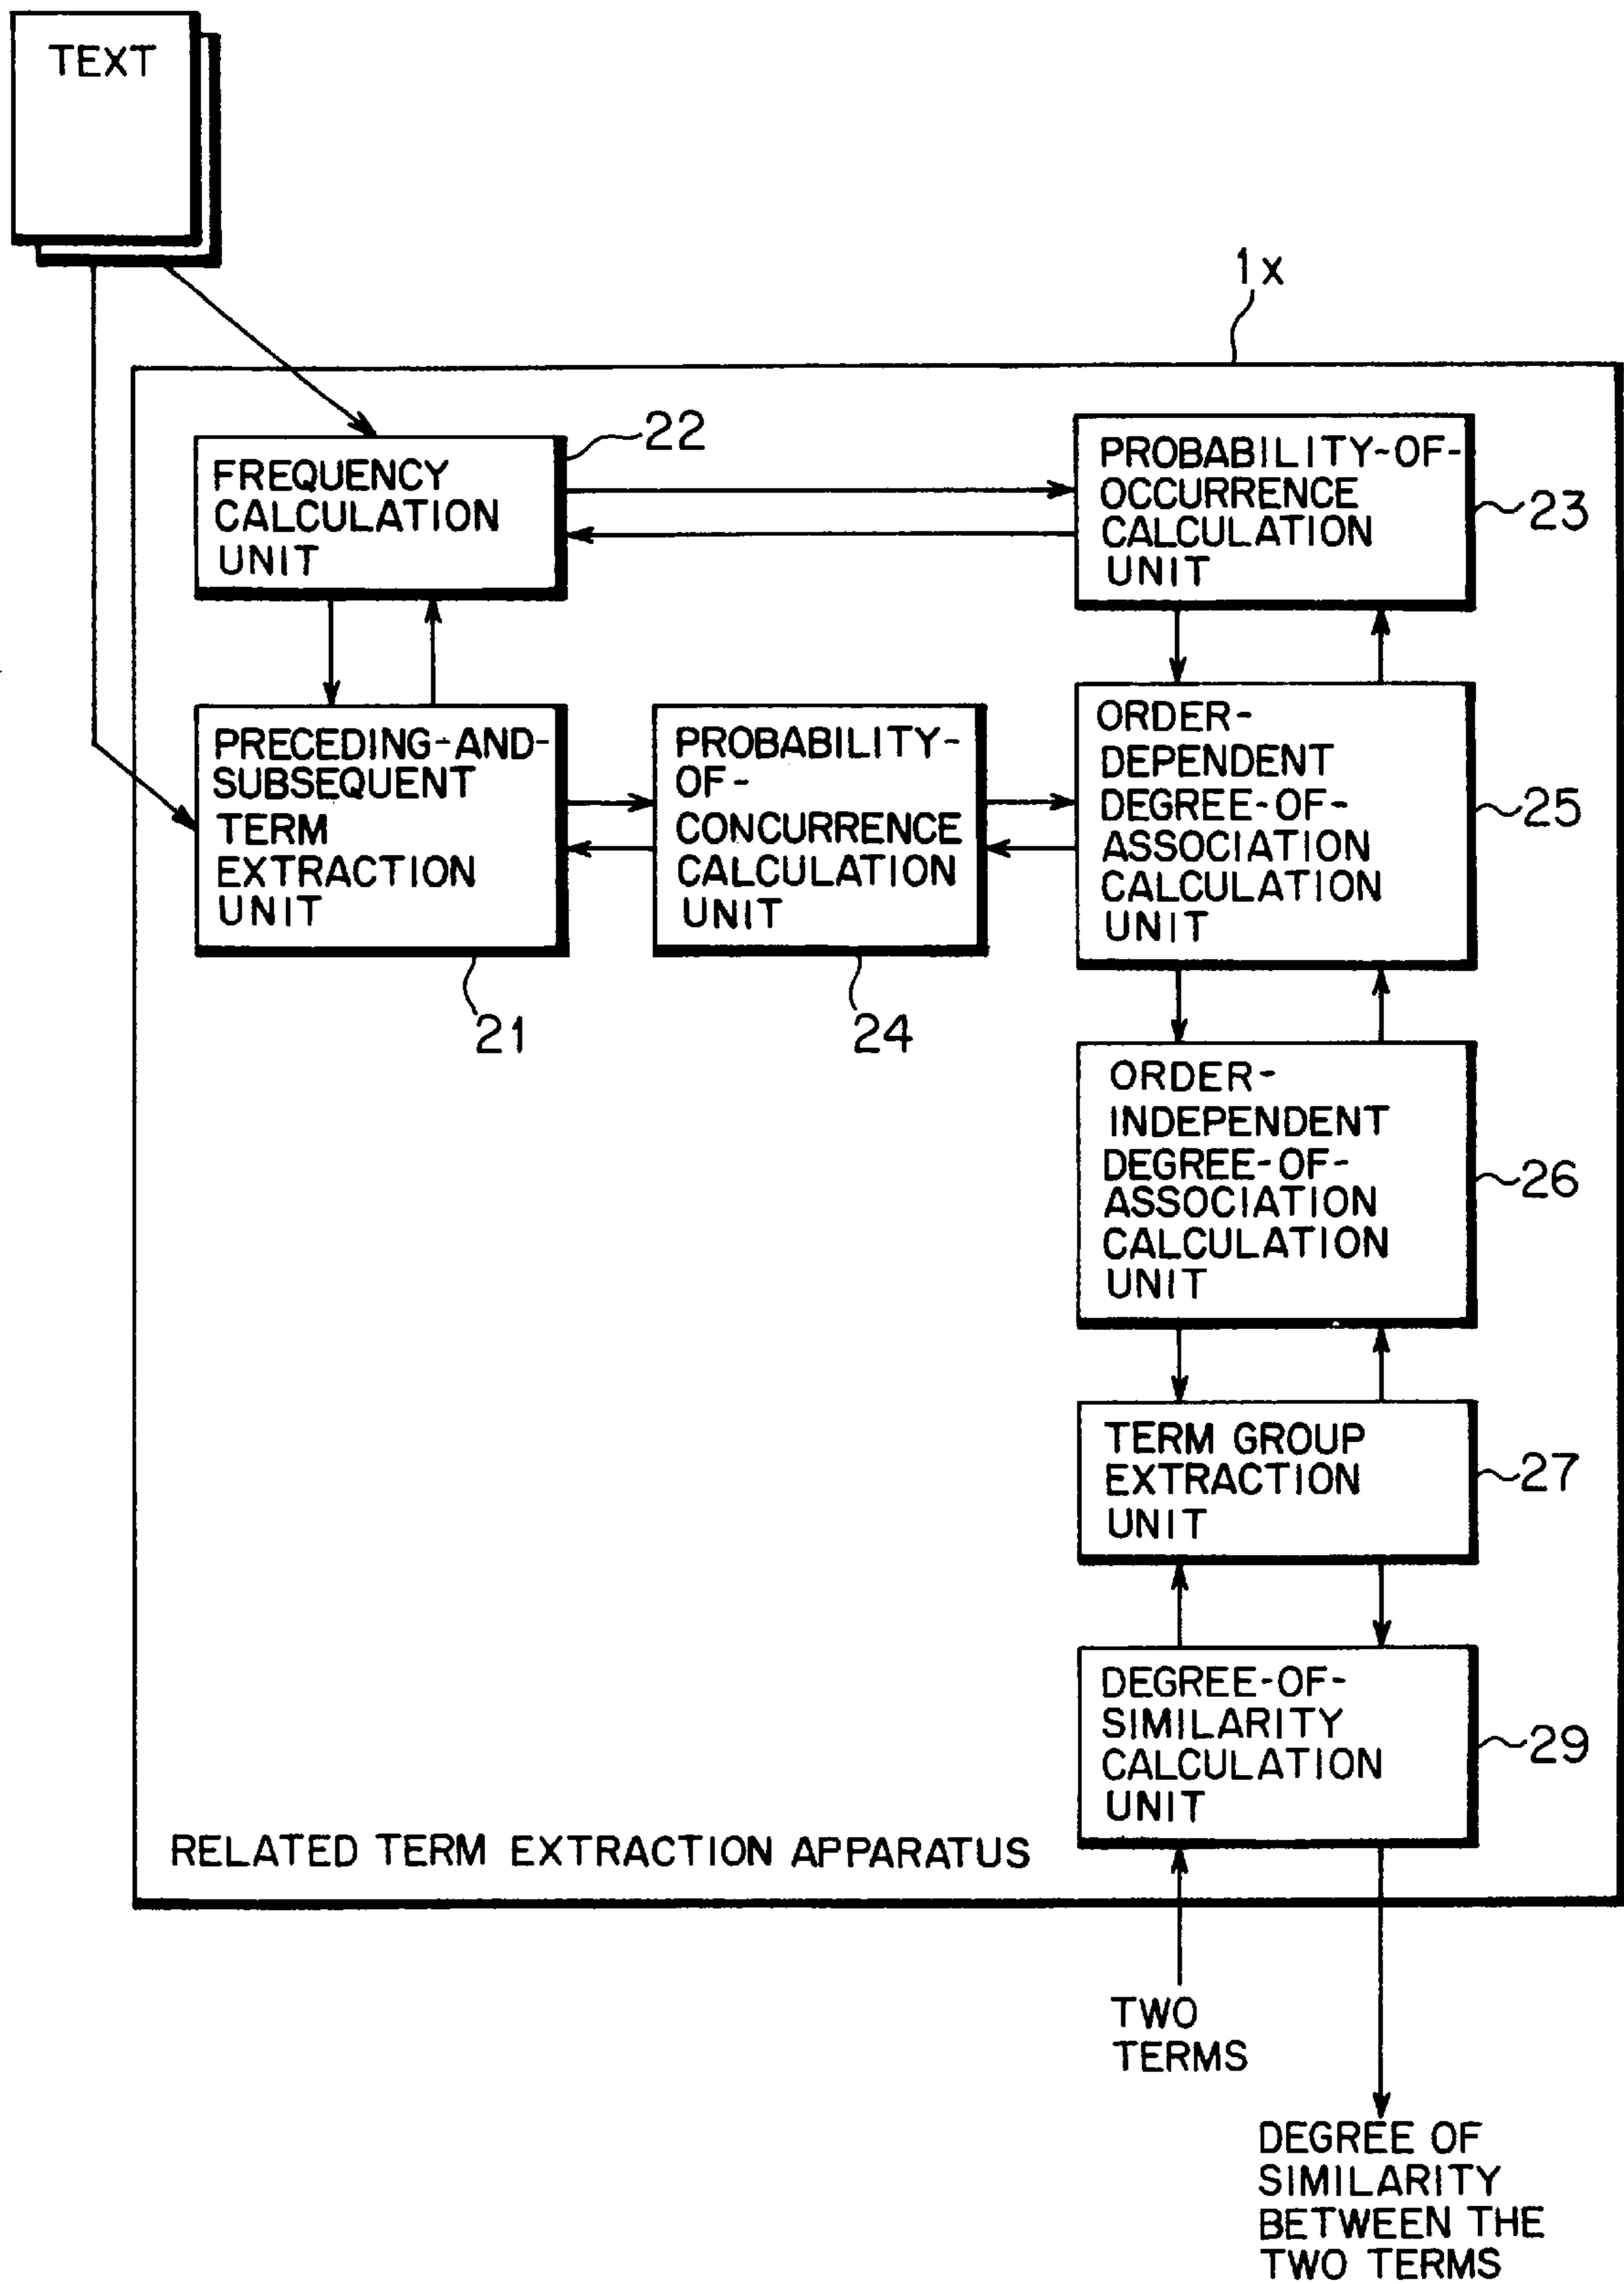 TEXT
1x
FREQUENCY
CALCULATION
UNIT
22
PROBABILITY-OF-
OCCURRENCE
CALCULATION
UNIT
23
PRECEDING-AND-
SUBSEQUENT
TERM
EXTRACTION
UNIT
21
PROBABILITY-
OF-
CONCURRENCE
CALCULATION
UNIT
24
ORDER-
DEPENDENT
DEGREE-OF-
ASSOCIATION
CALCULATION
UNIT
25
ORDER-
INDEPENDENT
DEGREE-OF-
ASSOCIATION
CALCULATION
UNIT
26
TERM GROUP
EXTRACTION
UNIT
27
DEGREE-OF-
SIMILARITY
CALCULATION
UNIT
29
RELATED TERM EXTRACTION APPARATUS
TWO
TERMS
DEGREE OF
SIMILARITY
BETWEEN THE
TWO TERMS